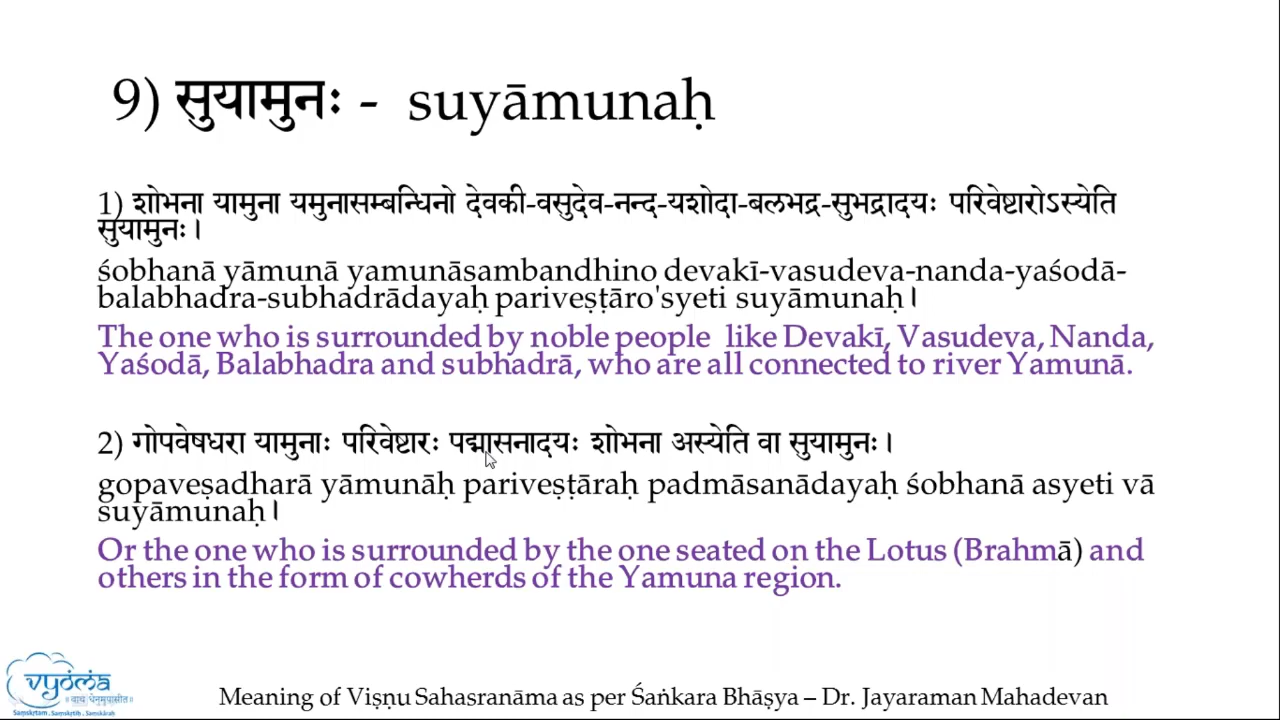 9) सुयामुनः - suyāmunaḥ
1) शोभना यामुना यमुनासम्बन्धिनो देवकी-वसुदेव-नन्द-यशोदा-बलभद्र-सुभद्रादयः परिवेष्टारोऽस्येति
सुयामुनः।
śobhanā yāmunā yamunāsambandhino devakī-vasudeva-nanda-yaśodā-
balabhadra-subhadrādayaḥ pariveṣṭāro'syeti suyāmunaḥ।
The one who is surrounded by noble people like Devakī, Vasudeva, Nanda,
Yaśodā, Balabhadra and subhadrā, who are all connected to river Yamunā.
2) गोपवेषधरा यामुनाः परिवेष्टारः पद्मासनादयः शोभना अस्येति वा सुयामुनः।
gopaveṣadharā yāmunāḥ pariveṣṭāraḥ padmāsanādayaḥ śobhanā asyeti vā
suyāmunaḥ।
Or the one who is surrounded by the one seated on the Lotus (Brahmā) and
others in the form of cowherds of the Yamuna region.
vyoma
॥ वाचं धेनुमुपासीत॥
Samskrtam . Samskrtih . Samskārah
Meaning of Viṣṇu Sahasranāma as per Śaṅkara Bhāṣya – Dr. Jayaraman Mahadevan